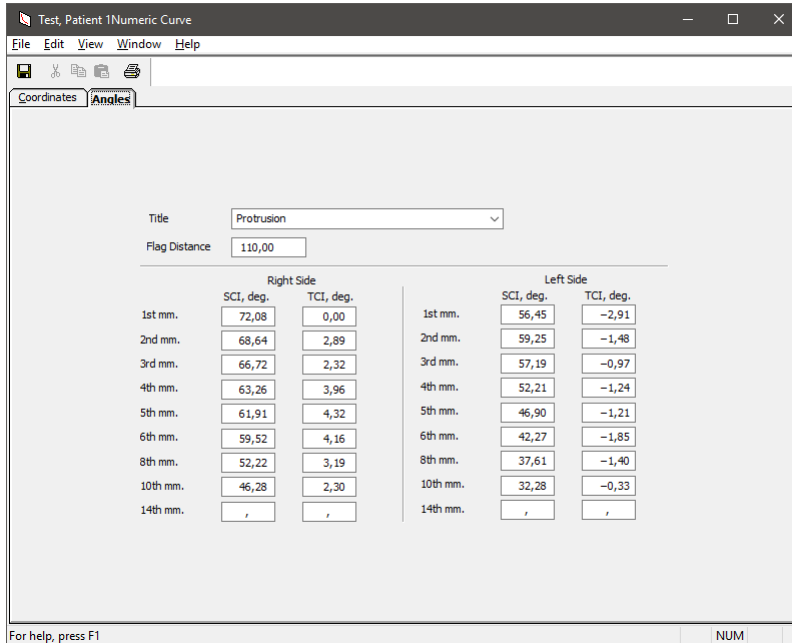 Test, Patient 1Numeric Curve
File Edit View Window Help
Coordinates Angles
Title Protrusion
Flag Distance 110,00
Right Side Left Side
SCI, deg. TCI, deg. SCI, deg. TCI, deg.
1st mm. 72,08 0,00 1st mm. 56,45 −2,91
2nd mm. 68,64 2,89 2nd mm. 59,25 −1,48
3rd mm. 66,72 2,32 3rd mm. 57,19 −0,97
4th mm. 63,26 3,96 4th mm. 52,21 −1,24
5th mm. 61,91 4,32 5th mm. 46,90 −1,21
6th mm. 59,52 4,16 6th mm. 42,27 −1,85
8th mm. 52,22 3,19 8th mm. 37,61 −1,40
10th mm. 46,28 2,30 10th mm. 32,28 −0,33
14th mm. , , 14th mm. , ,
For help, press F1 NUM